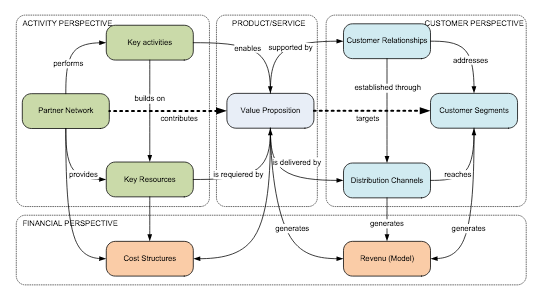 ACTIVITY PERSPECTIVE
PRODUCT/SERVICE
CUSTOMER PERSPECTIVE
Key activities
Customer Relationships
enables
supported by
performs
addresses
established through
builds on
Partner Network
Value Proposition
Customer Segments
contributes
targets
is delivered by
provides
Key Resources
is requiered by
Distribution Channels
reaches
FINANCIAL PERSPECTIVE
generates
generates
generates
Cost Structures
Revenu (Model)